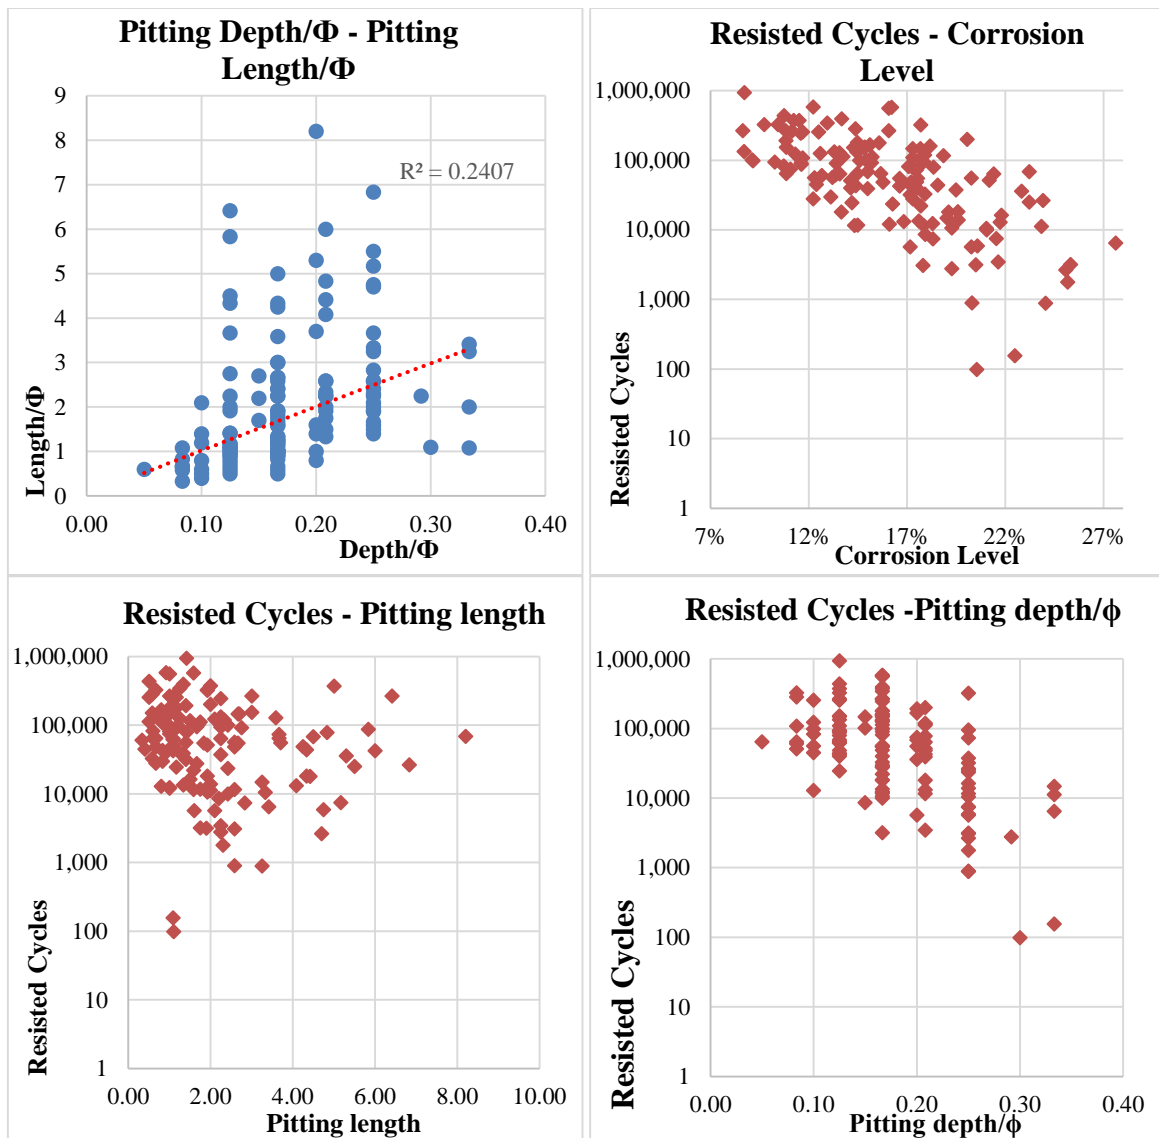 Pitting Depth/Φ - Pitting
Length/Φ
9
8
7
6
5
4
3
2
1
0
Length/Φ
R² = 0.2407
0.00 0.10 0.20 0.30 0.40
Depth/Φ
Resisted Cycles - Corrosion
Level
1,000,000
100,000
10,000
1,000
100
10
1
Resisted Cycles
7% 12% 17% 22% 27%
Corrosion Level
Resisted Cycles - Pitting length
1,000,000
100,000
10,000
1,000
100
10
1
Resisted Cycles
0.00 2.00 4.00 6.00 8.00 10.00
Pitting length
Resisted Cycles -Pitting depth/ϕ
1,000,000
100,000
10,000
1,000
100
10
1
Resisted Cycles
0.00 0.10 0.20 0.30 0.40
Pitting depth/ϕ